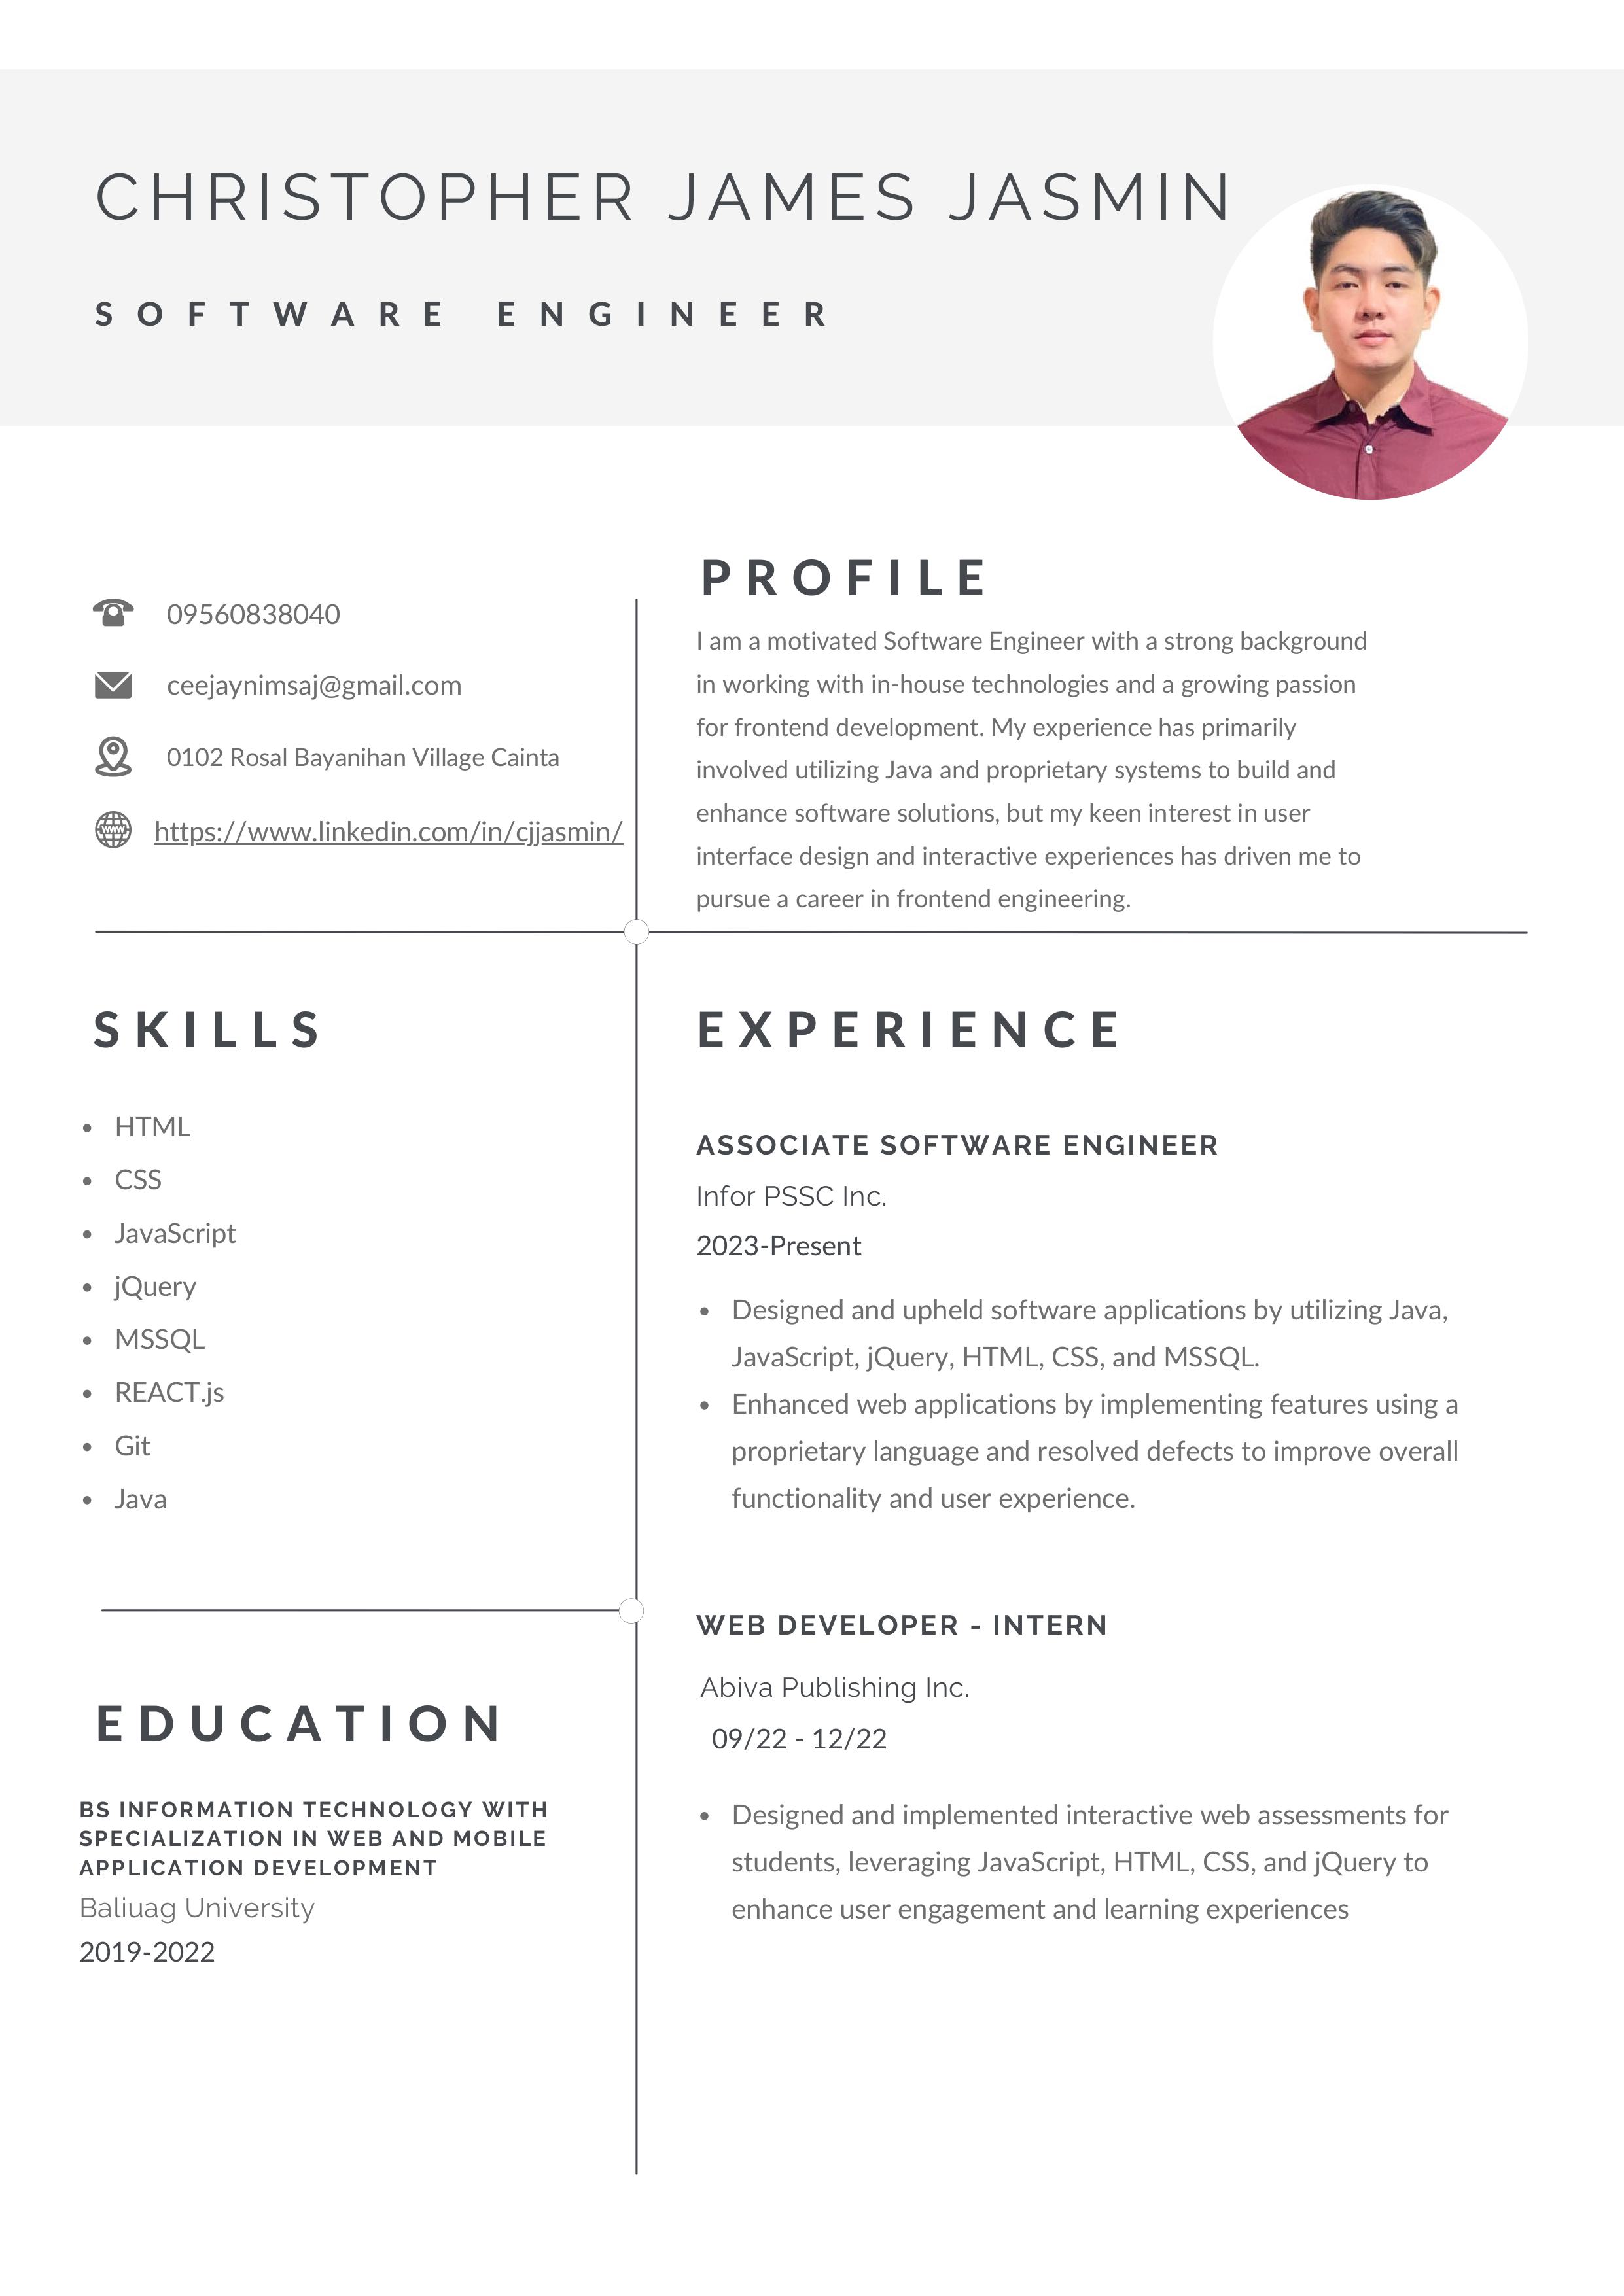 CHRISTOPHER JAMES JASMIN
SOFTWARE ENGINEER
09560838040
ceejaynimsaj@gmail.com
0102 Rosal Bayanihan Village Cainta
www
https://www.linkedin.com/in/cjjasmin/
PROFILE
I am a motivated Software Engineer with a strong background
in working with in-house technologies and a growing passion
for frontend development. My experience has primarily
involved utilizing Java and proprietary systems to build and
enhance software solutions, but my keen interest in user
interface design and interactive experiences has driven me to
pursue a career in frontend engineering.
SKILLS
• HTML
• CSS
• JavaScript
• jQuery
• MSSQL
• REACT.js
• Git
• Java
EDUCATION
BS INFORMATION TECHNOLOGY WITH
SPECIALIZATION IN WEB AND MOBILE
APPLICATION DEVELOPMENT
Baliuag University
2019-2022
EXPERIENCE
ASSOCIATE SOFTWARE ENGINEER
Infor PSSC Inc.
2023-Present
• Designed and upheld software applications by utilizing Java,
JavaScript, jQuery, HTML, CSS, and MSSQL.
• Enhanced web applications by implementing features using a
proprietary language and resolved defects to improve overall
functionality and user experience.
WEB DEVELOPER - INTERN
Abiva Publishing Inc.
09/22 - 12/22
• Designed and implemented interactive web assessments for
students, leveraging JavaScript, HTML, CSS, and jQuery to
enhance user engagement and learning experiences